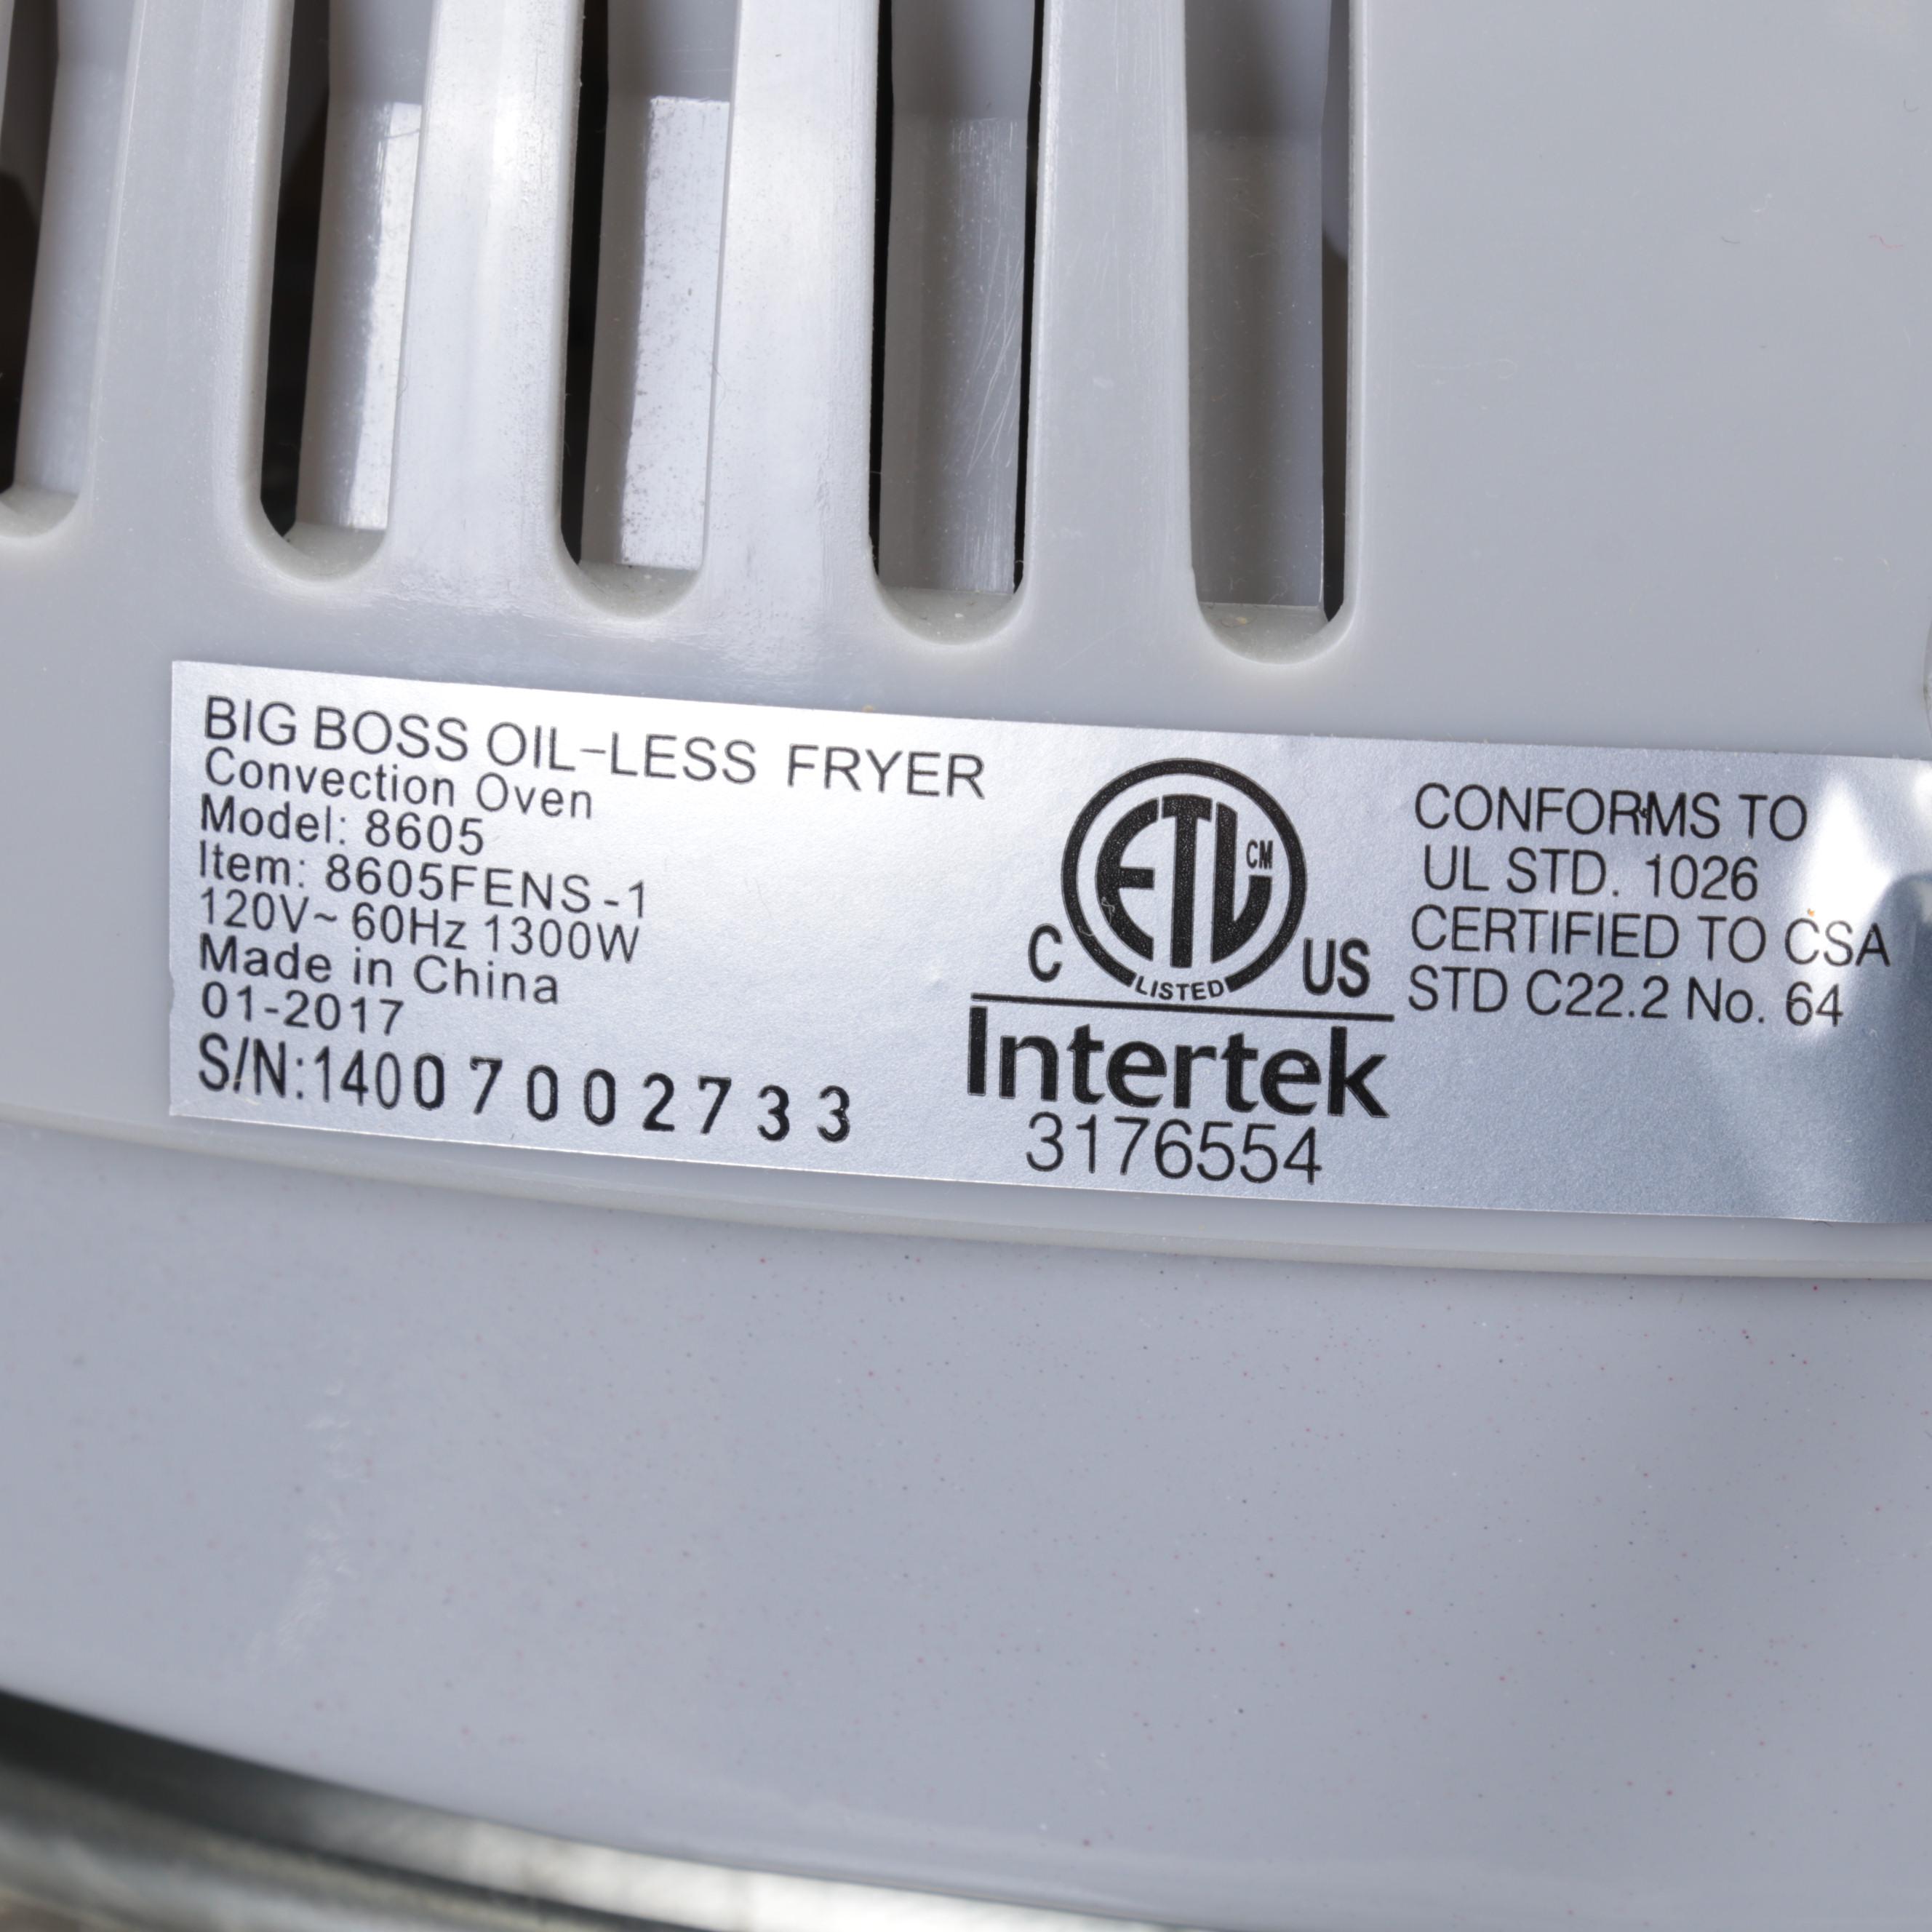 BIG BOSS OIL-LESS FRYER
Convection Oven
Model: 8605
Item: 8605FENS-1
120V~ 60Hz 1300W
Made in China
01-2017
S/N:14007002733
ETL CM
C LISTED US
Intertek
3176554
CONFORMS TO
UL STD. 1026
CERTIFIED TO CSA
STD C22.2 No. 64